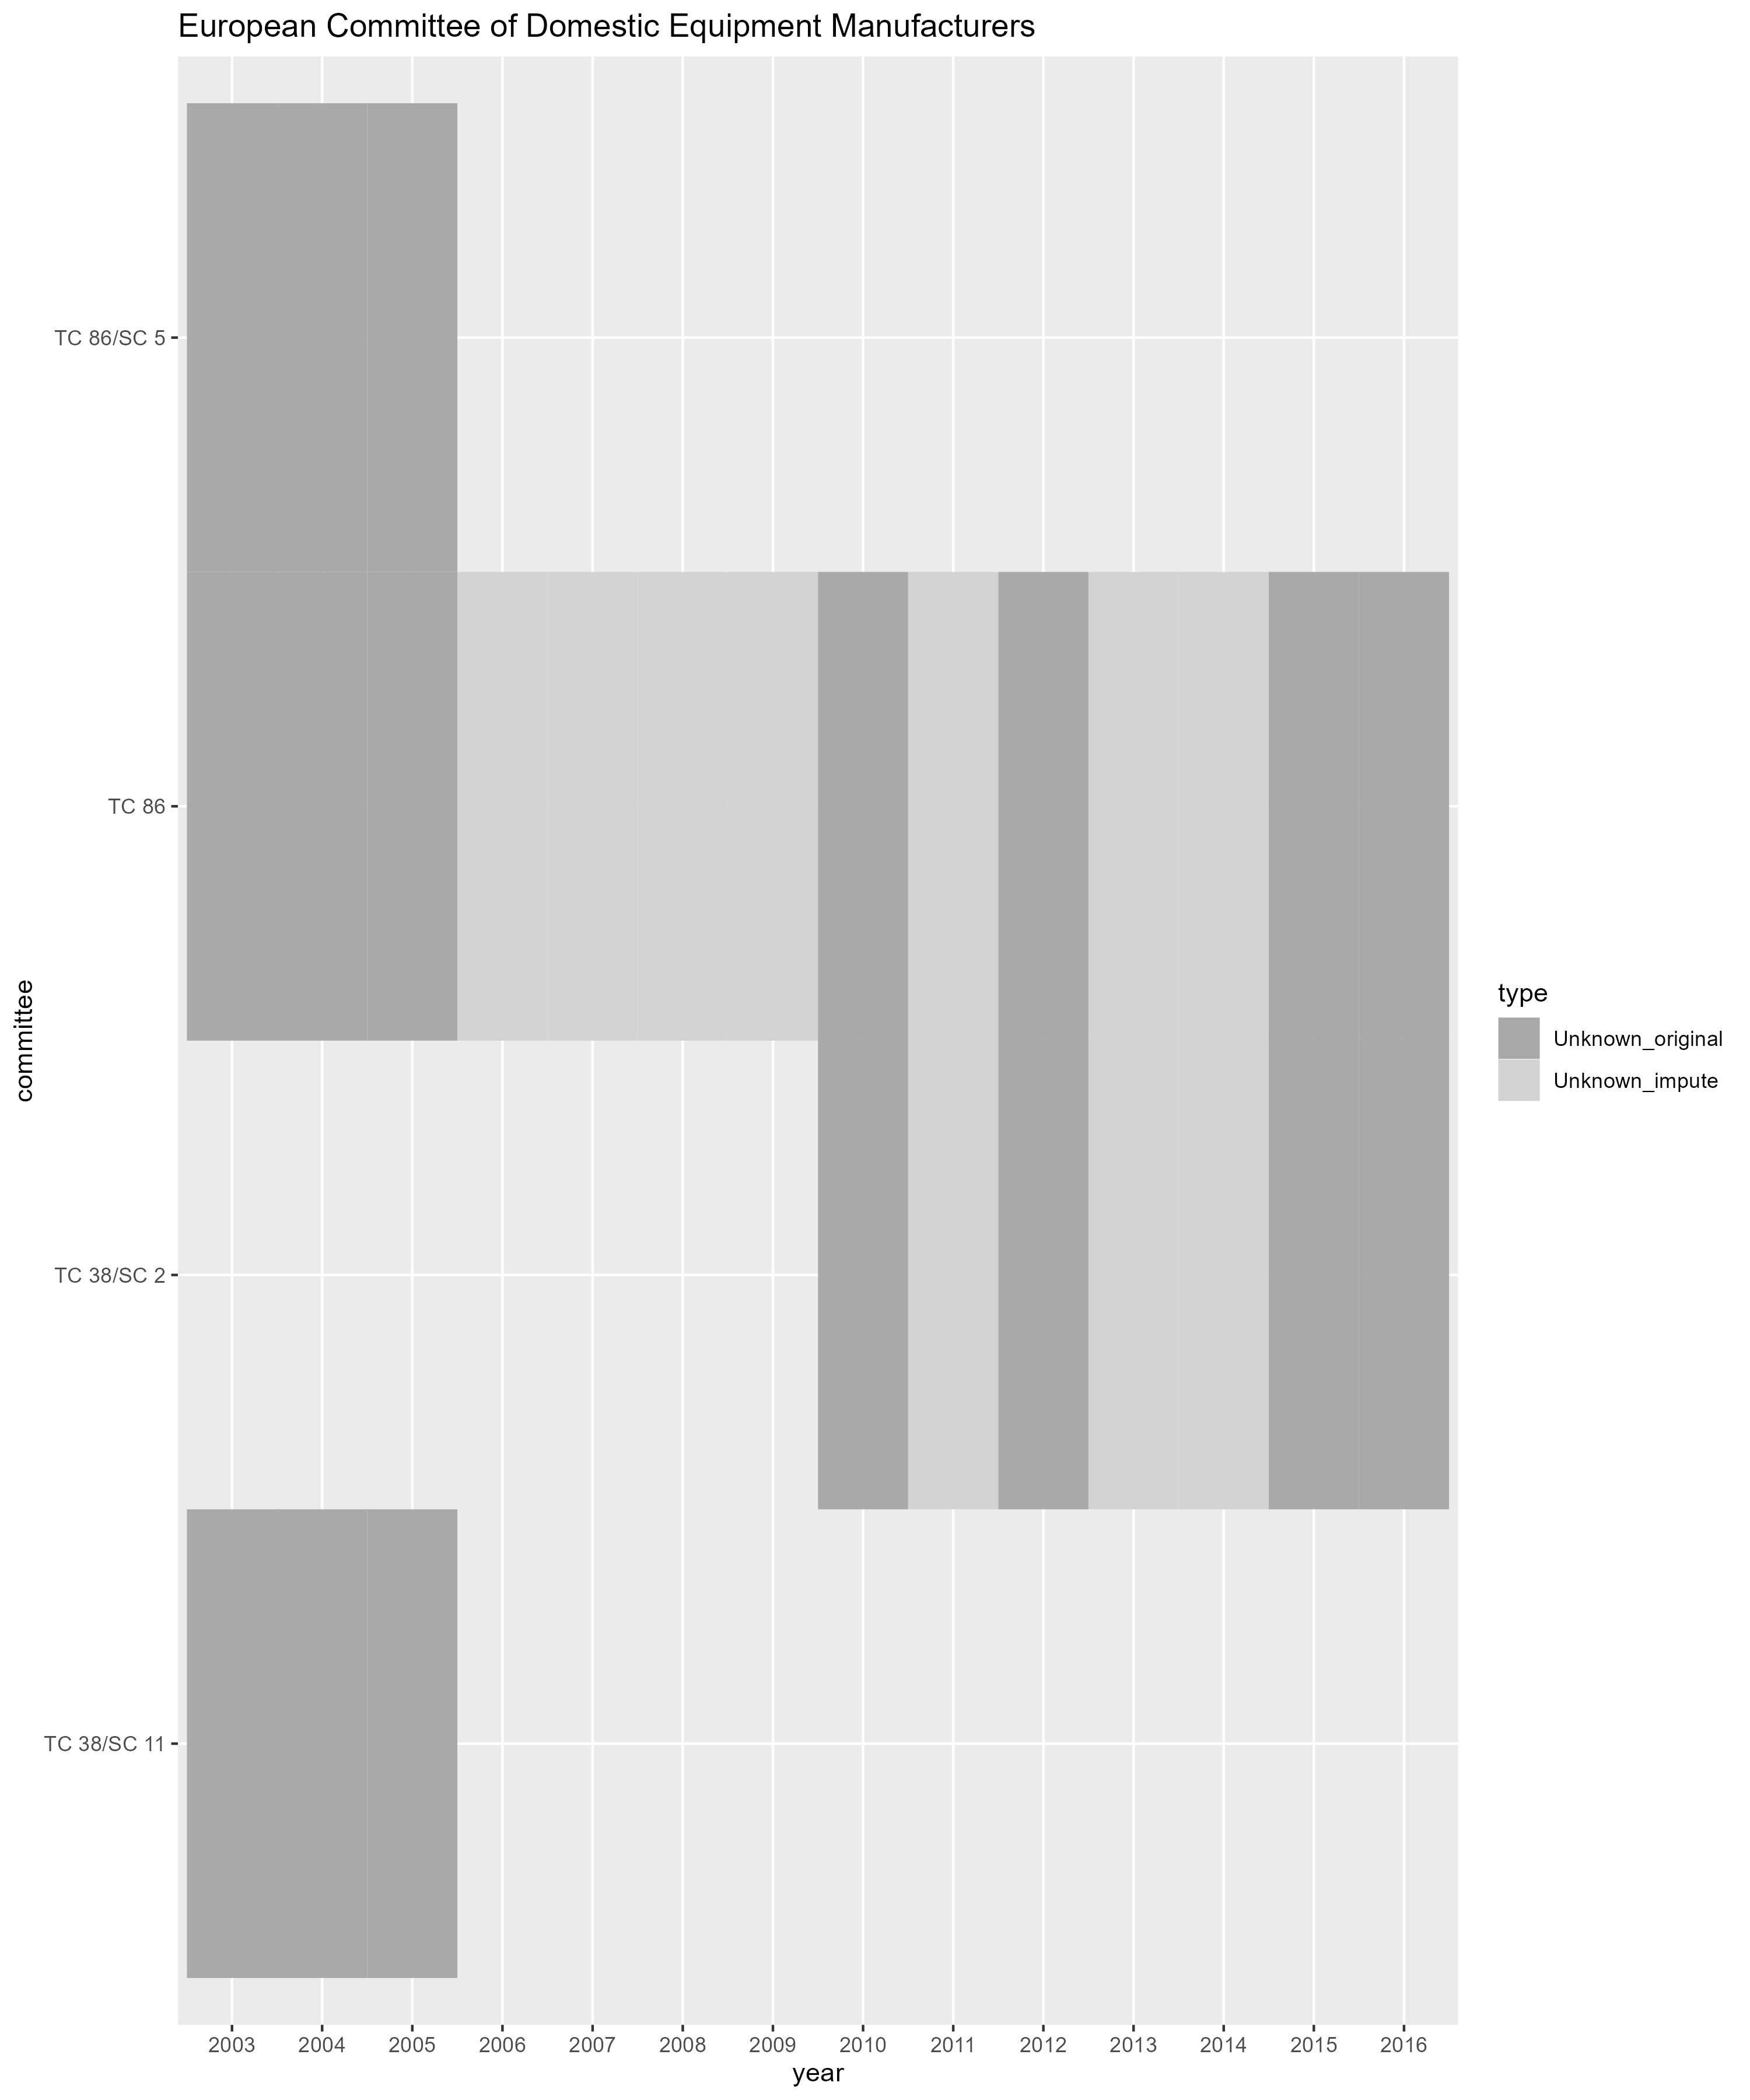 European Committee of Domestic Equipment Manufacturers
TC 86/SC 5
TC 86
TC 38/SC 2
TC 38/SC 11
committee
2003 2004 2005 2006 2007 2008 2009 2010 2011 2012 2013 2014 2015 2016
year
type
Unknown_original
Unknown_impute